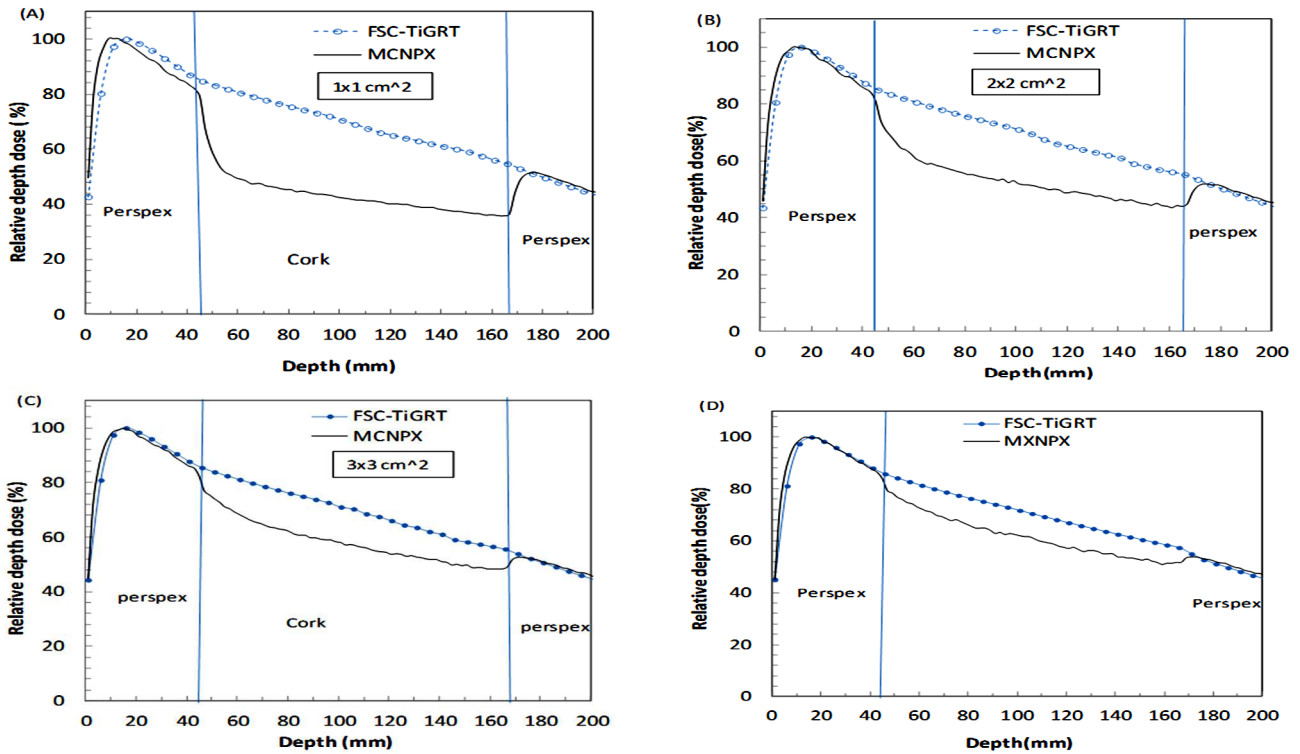 (A)
FSC-TiGRT
MCNPX
1x1 cm^2
Relative depth dose ( %)
100
80
60
40
20
0
Perspex
Cork
Perspex
0 20 40 60 80 100 120 140 160 180 200
Depth (mm)
(B)
FSC-TiGRT
MCNPX
2x2 cm^2
Relative depth dose(%)
100
80
60
40
20
0
Perspex
perspex
0 20 40 60 80 100 120 140 160 180 200
Depth(mm)
(C)
FSC-TiGRT
MCNPX
3x3 cm^2
Relative depth dose (%)
100
80
60
40
20
0
perspex
Cork
perspex
0 20 40 60 80 100 120 140 160 180 200
Depth(mm)
(D)
FSC-TiGRT
MXNPX
Relative depth dose(%)
100
80
60
40
20
0
Perspex
Perspex
0 20 40 60 80 100 120 140 160 180 200
Depth(mm)